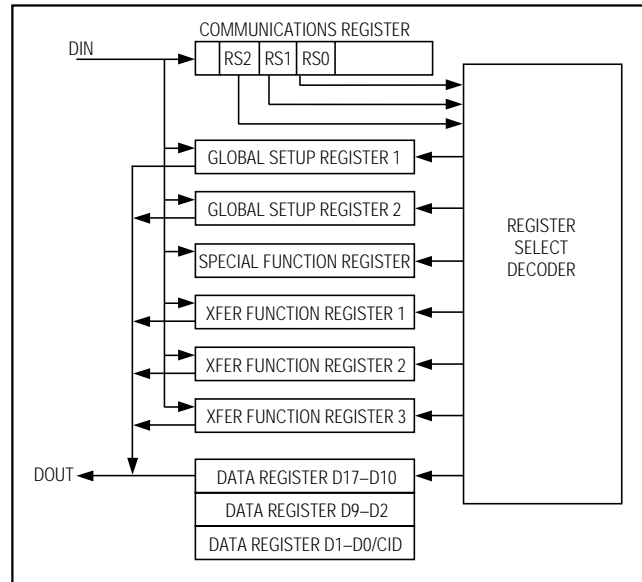 COMMUNICATIONS REGISTER
DIN
RS2 RS1 RS0
GLOBAL SETUP REGISTER 1
GLOBAL SETUP REGISTER 2
SPECIAL FUNCTION REGISTER
XFER FUNCTION REGISTER 1
XFER FUNCTION REGISTER 2
XFER FUNCTION REGISTER 3
REGISTER
SELECT
DECODER
DOUT
DATA REGISTER D17–D10
DATA REGISTER D9–D2
DATA REGISTER D1–D0/CID